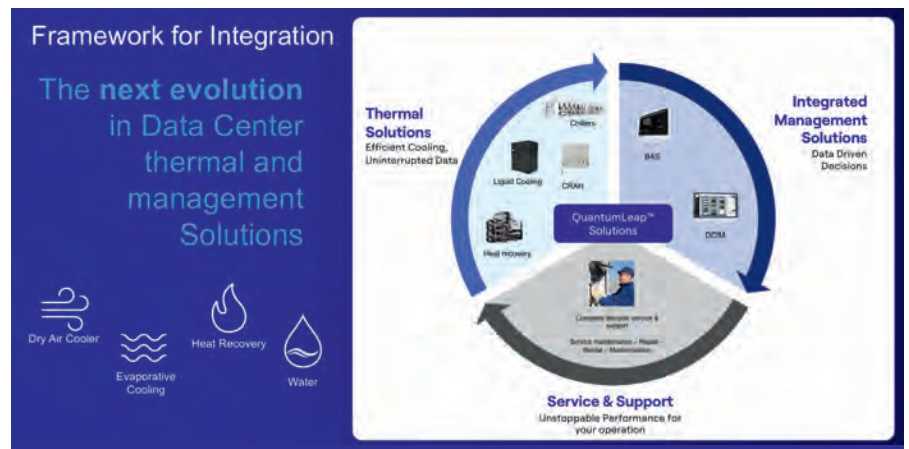 Framework for Integration
The next evolution
in Data Center
thermal and
management
Solutions
Dry Air Cooler
Evaporative
Cooling
Heat Recovery
Water
Thermal
Solutions
Efficient Cooling,
Uninterrupted Data
Chillers
Liquid Cooling
CRAH
Heat recovery
Integrated
Management
Solutions
Data Driven
Decisions
BAS
DCIM
QuantumLeap™
Solutions
Complete lifecycle service &
support
Service maintenance – Repair –
Rental – Modernization
Service & Support
Unstoppable Performance for
your operation